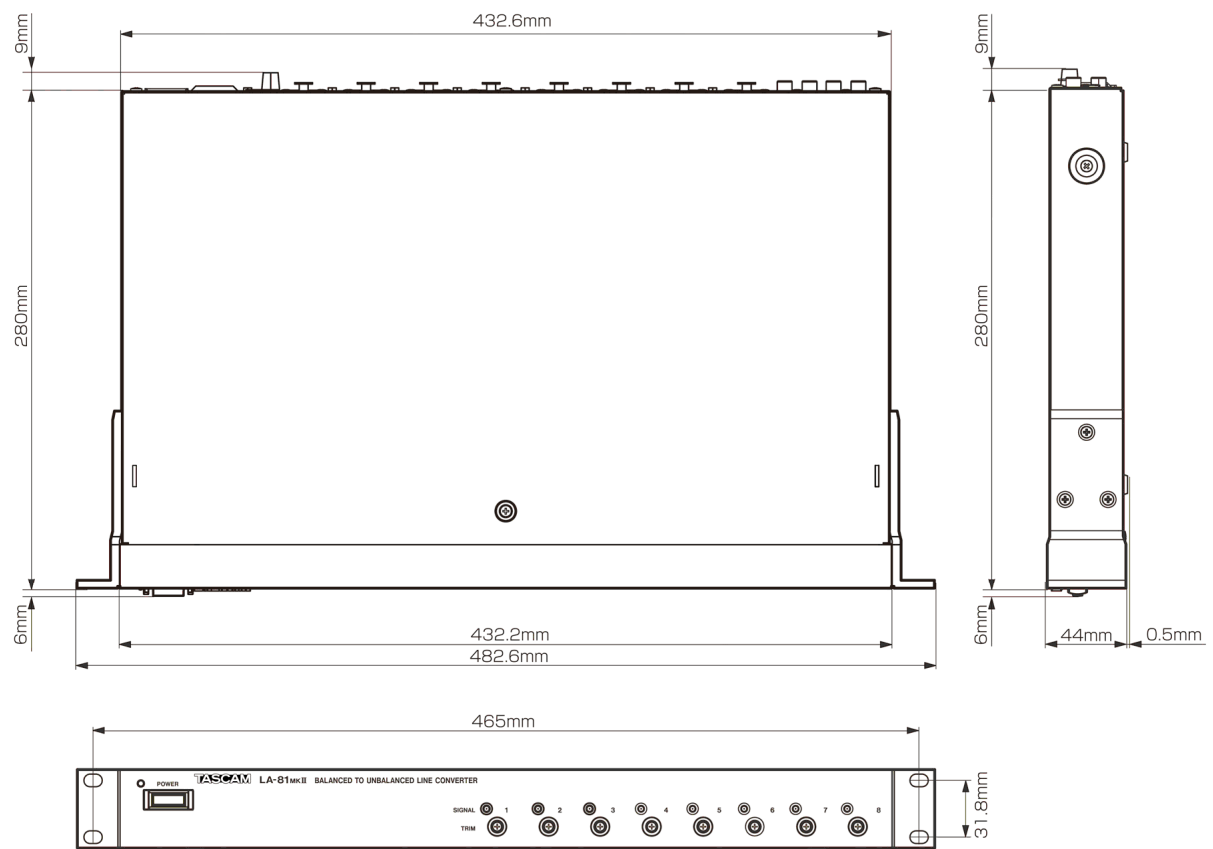 432.6mm
9mm
9mm
280mm
280mm
6mm
432.2mm
482.6mm
6mm
44mm
0.5mm
465mm
POWER
TASCAM LA-81MKII BALANCED TO UNBALANCED LINE CONVERTER
SIGNAL 1 2 3 4 5 6 7 8
TRIM
31.8mm